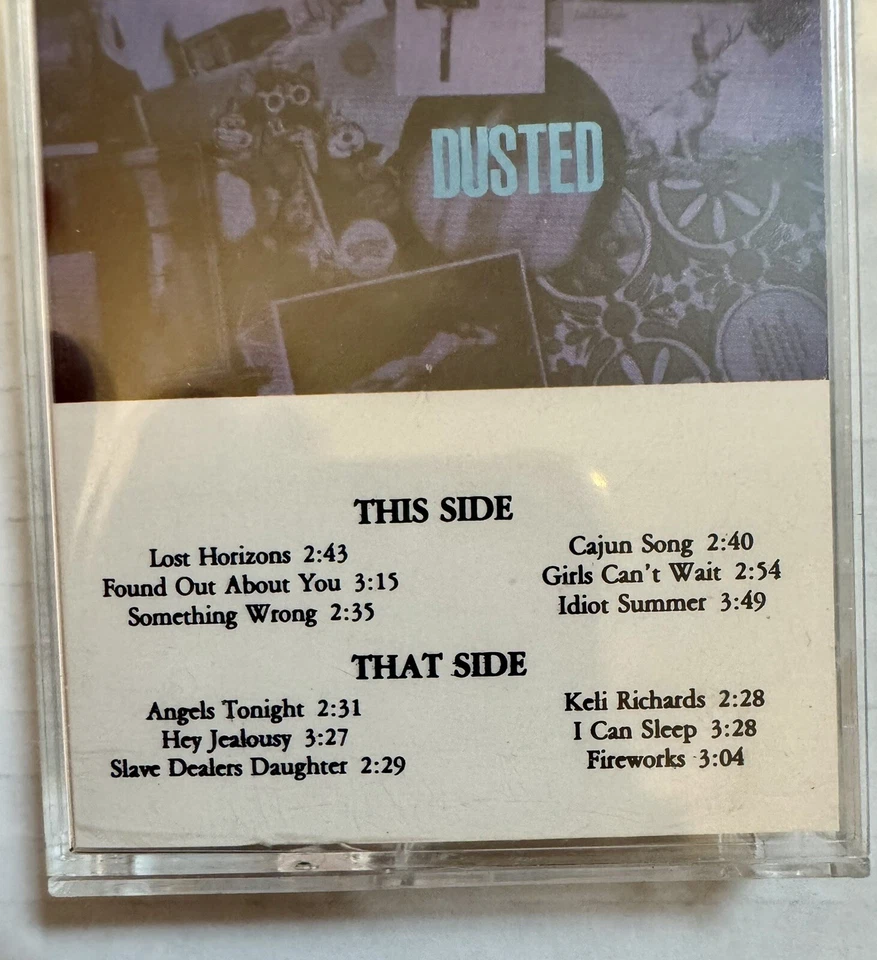 DUSTED
THIS SIDE
Lost Horizons 2:43
Found Out About You 3:15
Something Wrong 2:35
Cajun Song 2:40
Girls Can't Wait 2:54
Idiot Summer 3:49
THAT SIDE
Angels Tonight 2:31
Hey Jealousy 3:27
Slave Dealers Daughter 2:29
Keli Richards 2:28
I Can Sleep 3:28
Fireworks 3:04